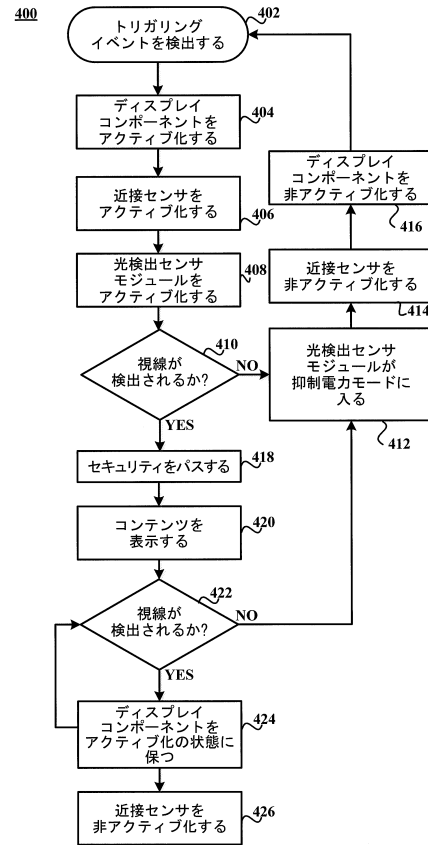 400
トリガリング
イベントを検出する
402
ディスプレイ
コンポーネントを
アクティブ化する
404
近接センサを
アクティブ化する
406
光検出センサ
モジュールを
アクティブ化する
408
視線が
検出されるか?
410
NO
YES
光検出センサ
モジュールが
抑制電力モードに
入る
412
近接センサを
非アクティブ化する
414
ディスプレイ
コンポーネントを
非アクティブ化する
416
セキュリティをパスする
418
コンテンツを
表示する
420
視線が
検出されるか?
422
NO
YES
ディスプレイ
コンポーネントを
アクティブ化の状態に
保つ
424
近接センサを
非アクティブ化する
426